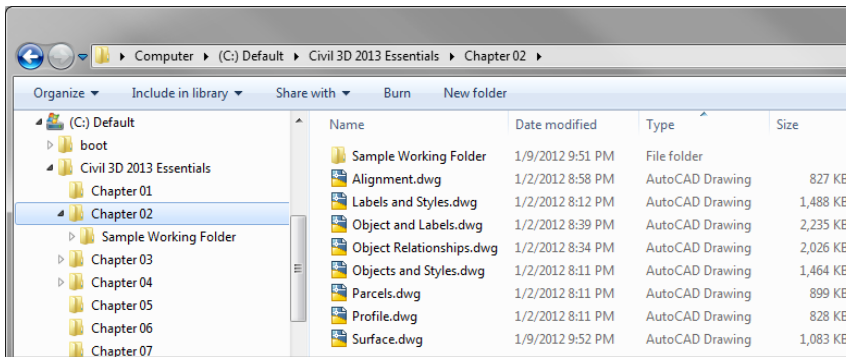 Computer (C:) Default Civil 3D 2013 Essentials Chapter 02
Organize Include in library Share with Burn New folder
(C:) Default
boot
Civil 3D 2013 Essentials
Chapter 01
Chapter 02
Sample Working Folder
Chapter 03
Chapter 04
Chapter 05
Chapter 06
Chapter 07
Name Date modified Type Size
Sample Working Folder 1/9/2012 9:51 PM File folder
Alignment.dwg 1/2/2012 8:58 PM AutoCAD Drawing 827 KB
Labels and Styles.dwg 1/2/2012 8:12 PM AutoCAD Drawing 1,488 KB
Object and Labels.dwg 1/2/2012 8:39 PM AutoCAD Drawing 2,235 KB
Object Relationships.dwg 1/2/2012 8:34 PM AutoCAD Drawing 2,026 KB
Objects and Styles.dwg 1/2/2012 8:11 PM AutoCAD Drawing 1,464 KB
Parcels.dwg 1/2/2012 8:11 PM AutoCAD Drawing 899 KB
Profile.dwg 1/2/2012 8:11 PM AutoCAD Drawing 828 KB
Surface.dwg 1/9/2012 9:52 PM AutoCAD Drawing 1,083 KB